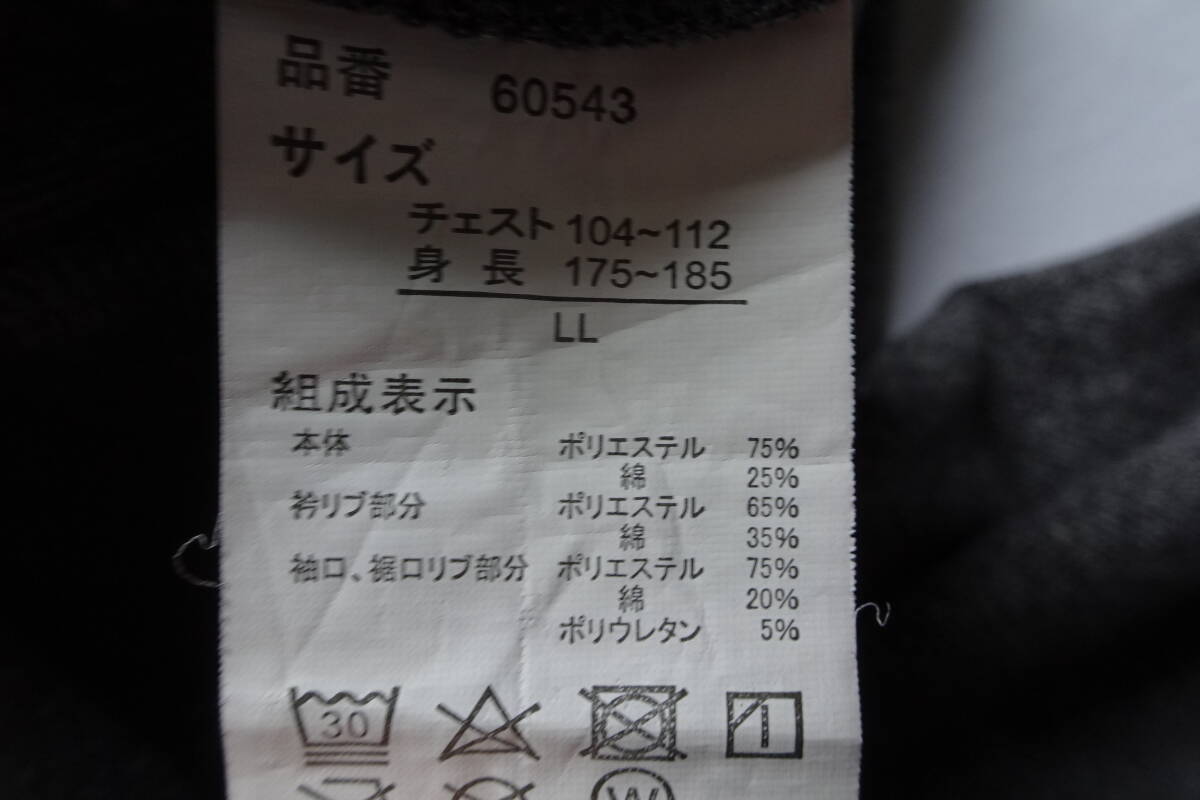 品番 60543
サイズ
チェスト 104~112
身長 175~185
LL
組成表示
本体 ポリエステル 75%
綿 25%
衿リブ部分 ポリエステル 65%
綿 35%
袖口、裾口リブ部分 ポリエステル 75%
綿 20%
ポリウレタン 5%
30
W